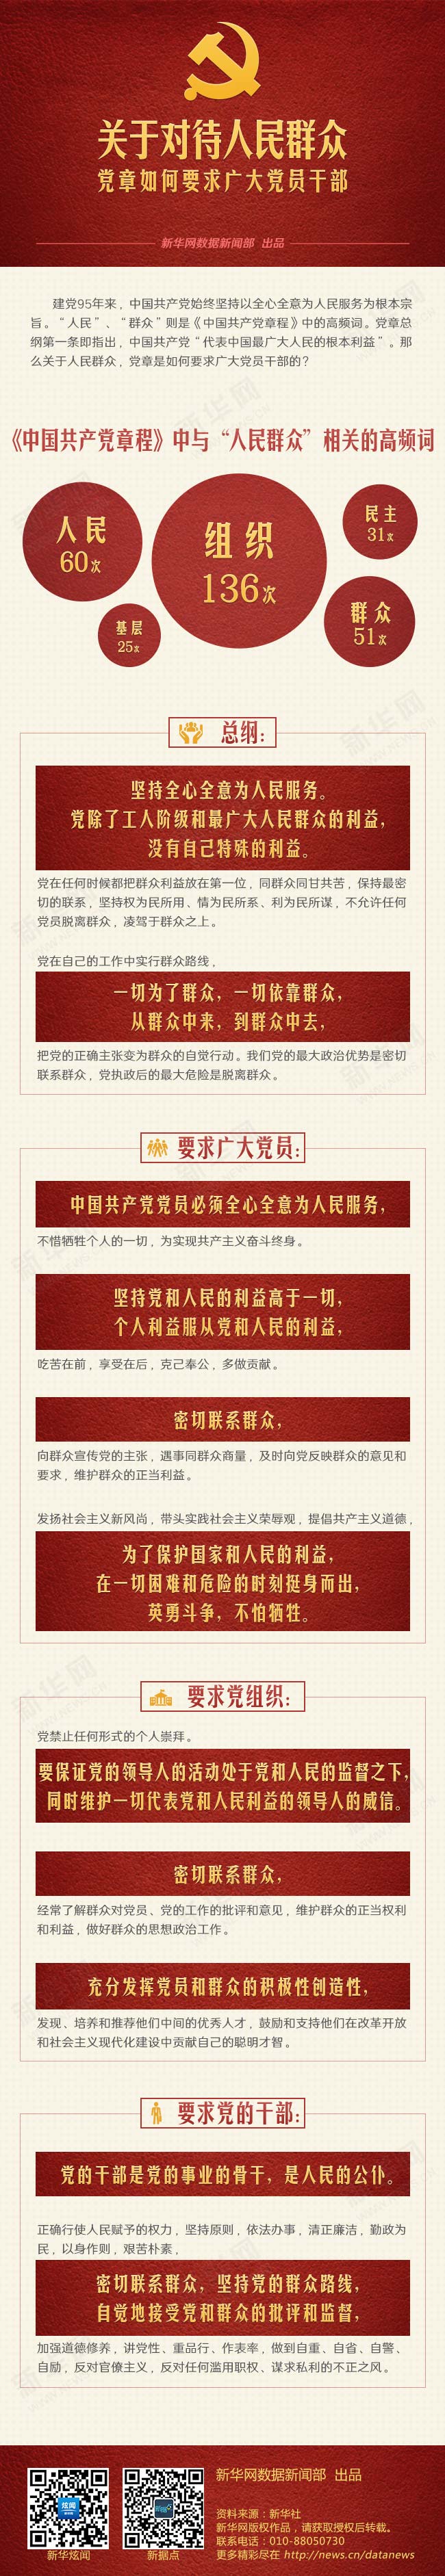 关于对待人民群众
党章如何要求广大党员干部
新华网数据新闻部 出品
建党95年来，中国共产党始终坚持以全心全意为人民服务为根本宗
旨。“人民”、“群众”则是《中国共产党章程》中的高频词。党章总
纲第一条即指出，中国共产党“代表中国最广大人民的根本利益”。那
么关于人民群众，党章是如何要求广大党员干部的？
《中国共产党章程》中与“人民群众”相关的高频词
人民
60次
组织
136次
民主
31次
基层
25次
群众
51次
总纲：
坚持全心全意为人民服务。
党除了工人阶级和最广大人民群众的利益，
没有自己特殊的利益。
党在任何时候都把群众利益放在第一位，同群众同甘共苦，保持最密
切的联系，坚持权为民所用、情为民所系、利为民所谋，不允许任何
党员脱离群众，凌驾于群众之上。
党在自己的工作中实行群众路线，
一切为了群众，一切依靠群众，
从群众中来，到群众中去，
把党的正确主张变为群众的自觉行动。我们党的最大政治优势是密切
联系群众，党执政后的最大危险是脱离群众。
要求广大党员：
中国共产党党员必须全心全意为人民服务，
不惜牺牲个人的一切，为实现共产主义奋斗终身。
坚持党和人民的利益高于一切，
个人利益服从党和人民的利益，
吃苦在前，享受在后，克己奉公，多做贡献。
密切联系群众，
向群众宣传党的主张，遇事同群众商量，及时向党反映群众的意见和
要求，维护群众的正当利益。
发扬社会主义新风尚，带头实践社会主义荣辱观，提倡共产主义道德，
为了保护国家和人民的利益，
在一切困难和危险的时刻挺身而出，
英勇斗争，不怕牺牲。
要求党组织：
党禁止任何形式的个人崇拜。
要保证党的领导人的活动处于党和人民的监督之下，
同时维护一切代表党和人民利益的领导人的威信。
密切联系群众，
经常了解群众对党员、党的工作的批评和意见，维护群众的正当权利
和利益，做好群众的思想政治工作。
充分发挥党员和群众的积极性创造性，
发现、培养和推荐他们中间的优秀人才，鼓励和支持他们在改革开放
和社会主义现代化建设中贡献自己的聪明才智。
要求党的干部：
党的干部是党的事业的骨干，是人民的公仆。
正确行使人民赋予的权力，坚持原则，依法办事，清正廉洁，勤政为
民，以身作则，艰苦朴素，
密切联系群众，坚持党的群众路线，
自觉地接受党和群众的批评和监督，
加强道德修养，讲党性、重品行、作表率，做到自重、自省、自警、
自励，反对官僚主义，反对任何滥用职权、谋求私利的不正之风。
新华网数据新闻部 出品
资料来源：新华社
新华网版权作品，请获取授权后转载。
联系电话：010-88050730
更多精彩尽在 http://news.cn/datanews
炫闻
新华炫闻
新据点